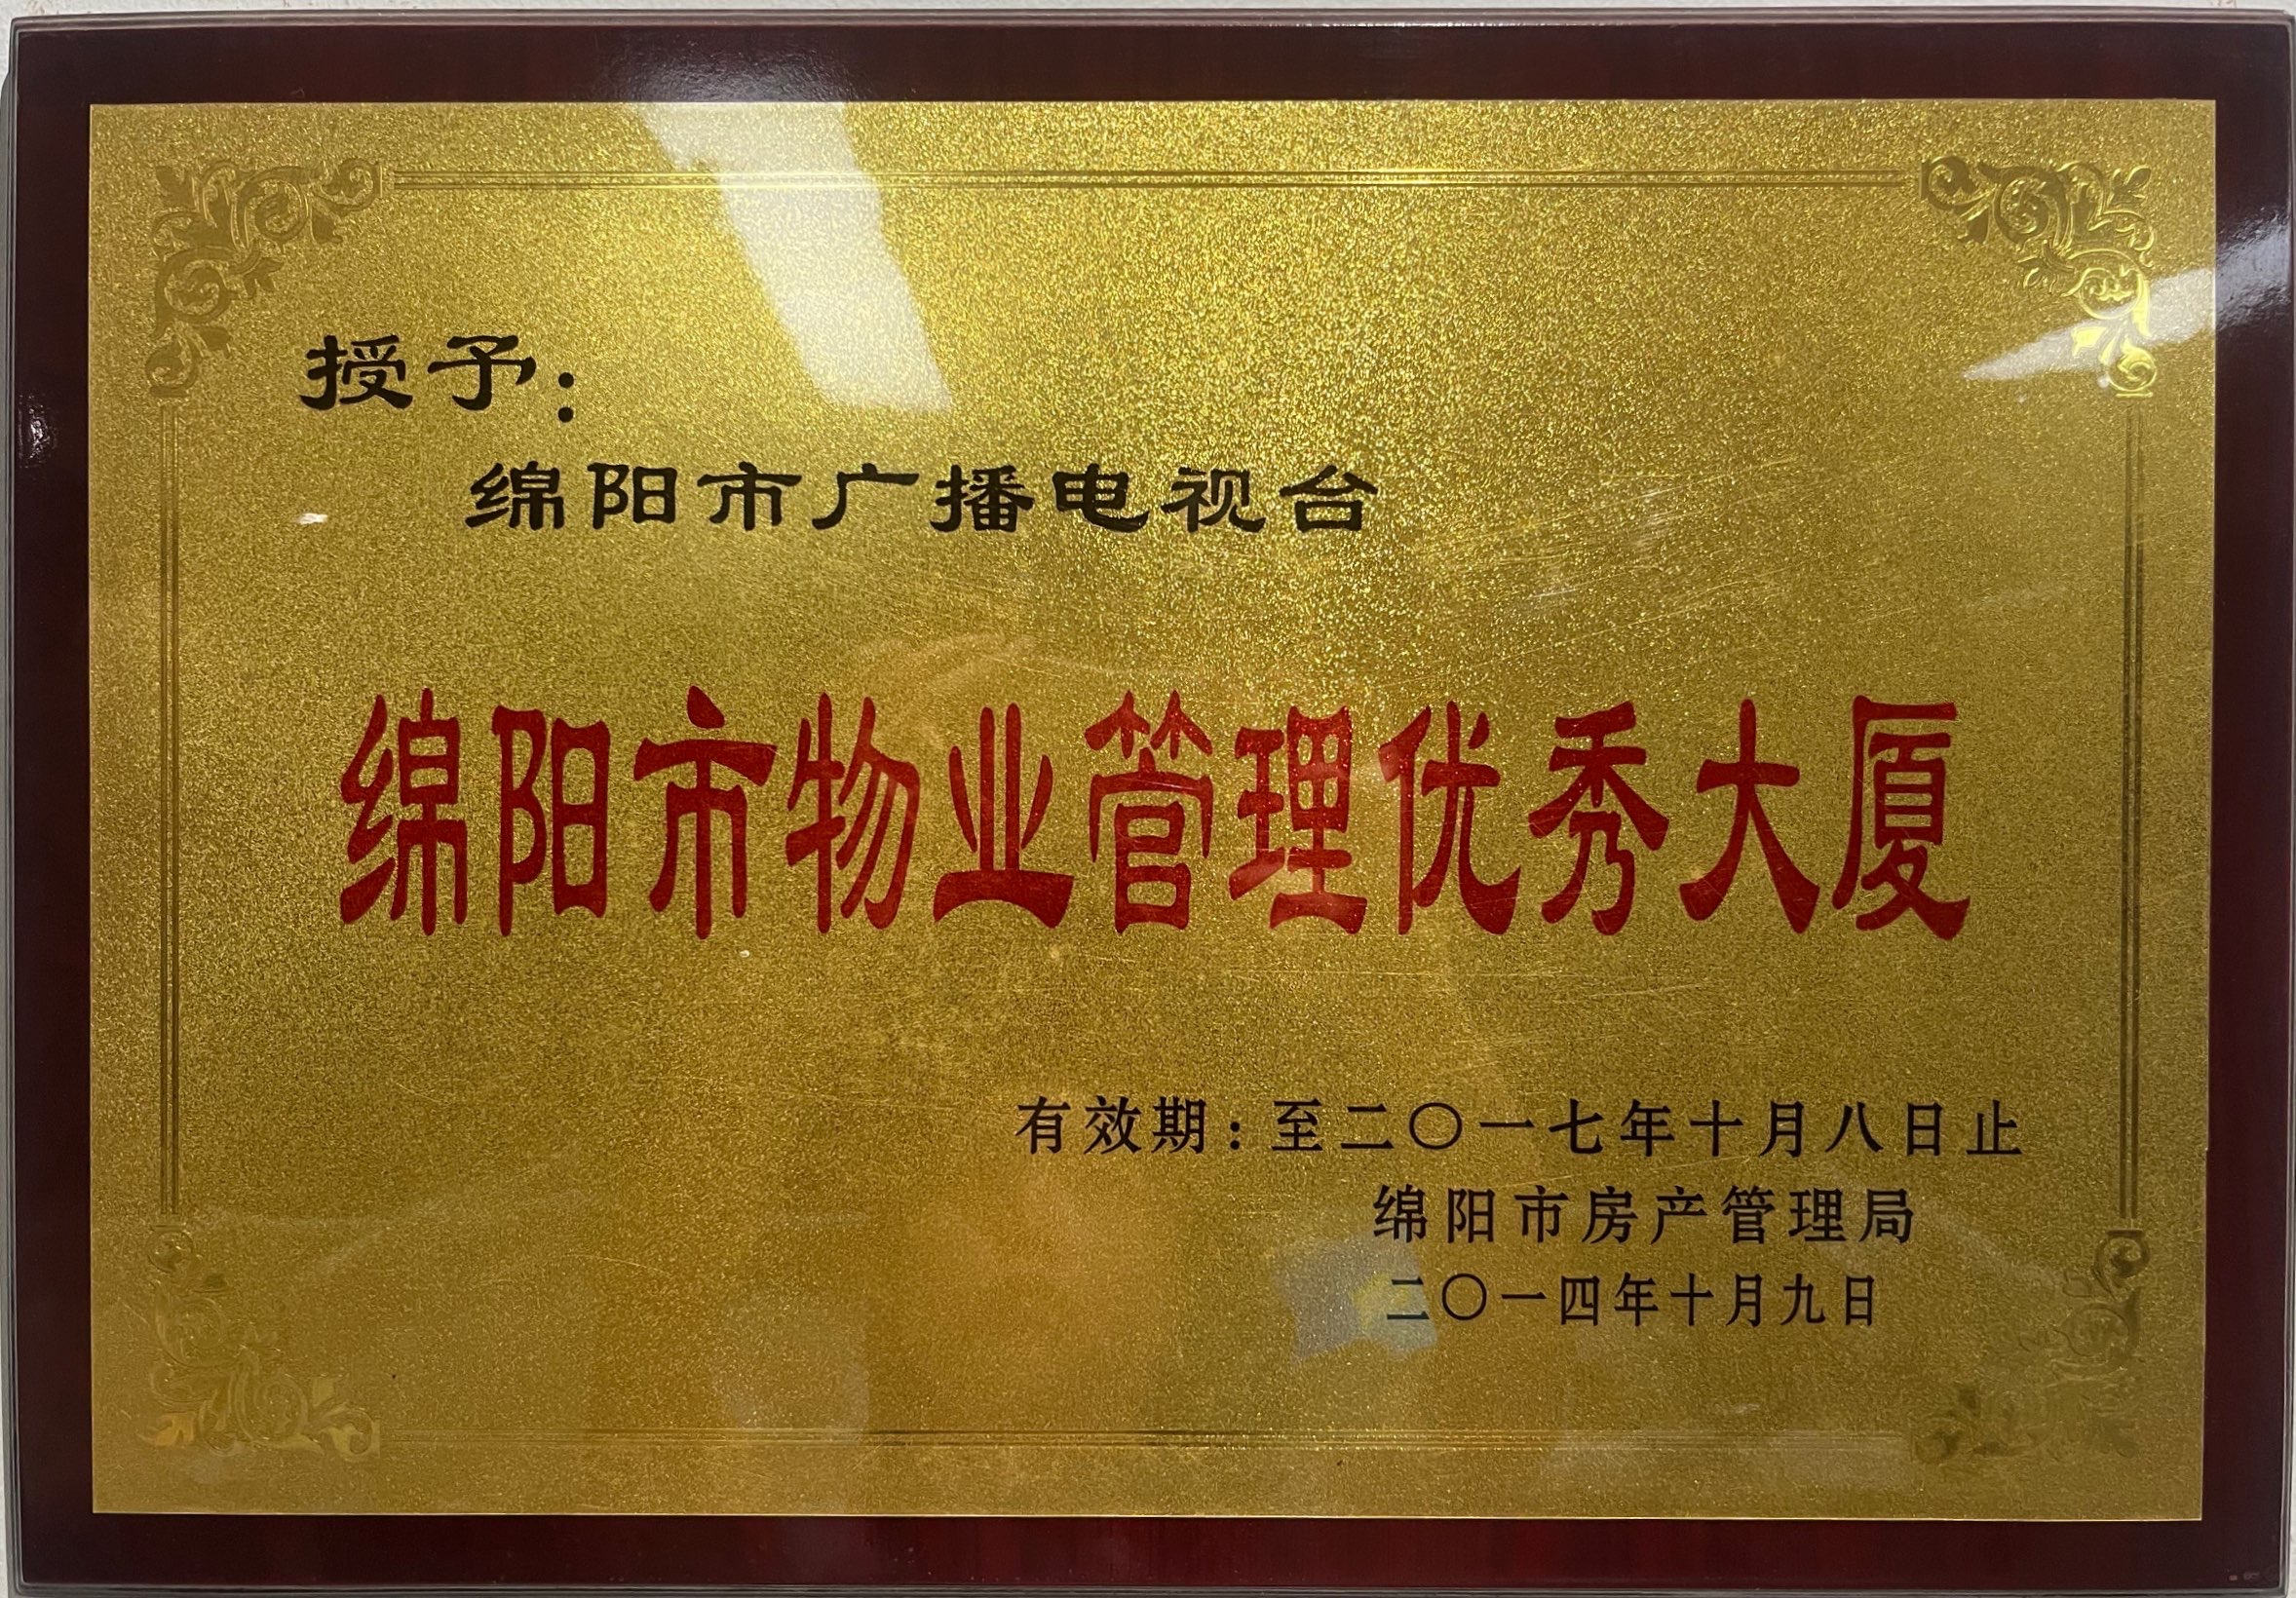 授予：
绵阳市广播电视台
绵阳市物业管理优秀大厦
有效期：至二〇一七年十月八日止
绵阳市房产管理局
二〇一四年十月九日